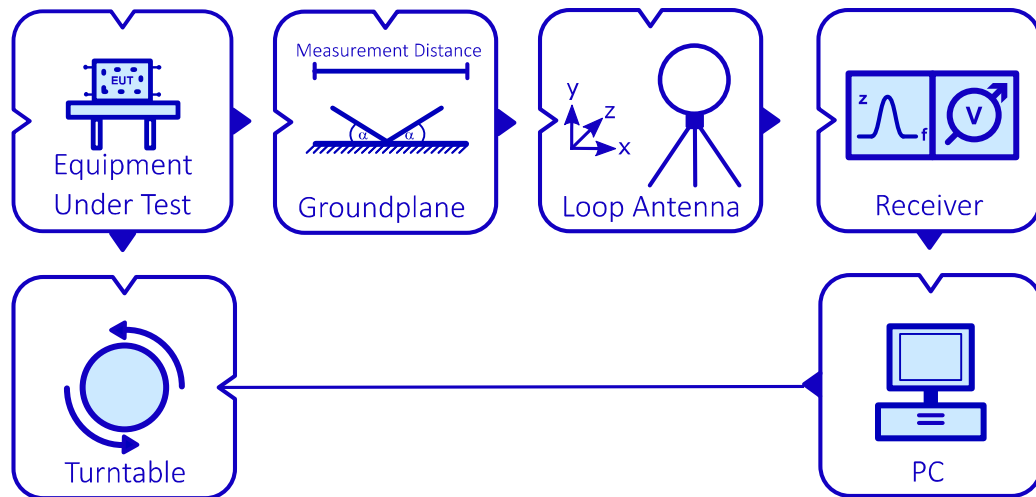 EUT
Equipment
Under Test
Measurement Distance
α α
Groundplane
y
z
x
Loop Antenna
z
f
V
Receiver
Turntable
PC